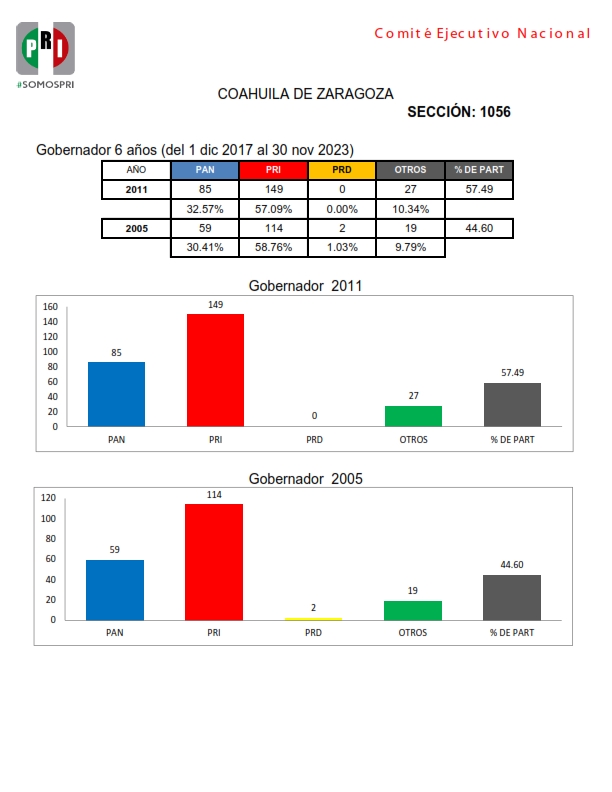 PRI
#SOMOSPRI
Comité Ejecutivo Nacional
COAHUILA DE ZARAGOZA
SECCIÓN: 1056
Gobernador 6 años (del 1 dic 2017 al 30 nov 2023)
AÑO PAN PRI PRD OTROS % DE PART
2011 85 149 0 27 57.49
32.57% 57.09% 0.00% 10.34%
2005 59 114 2 19 44.60
30.41% 58.76% 1.03% 9.79%
Gobernador 2011
160
140
120
100
80
60
40
20
0
85
149
0
27
57.49
PAN PRI PRD OTROS % DE PART
Gobernador 2005
120
100
80
60
40
20
0
59
114
2
19
44.60
PAN PRI PRD OTROS % DE PART